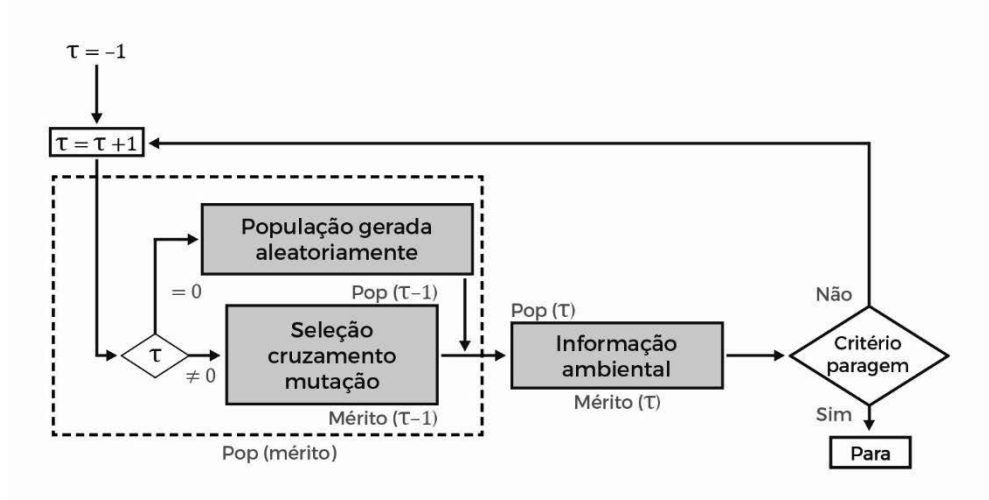 τ = –1
τ = τ +1
População gerada
aleatoriamente
= 0
Pop (τ–1)
τ
≠ 0
Seleção
cruzamento
mutação
Mérito (τ–1)
Pop (mérito)
Pop (τ)
Informação
ambiental
Mérito (τ)
Não
Critério
paragem
Sim
Para